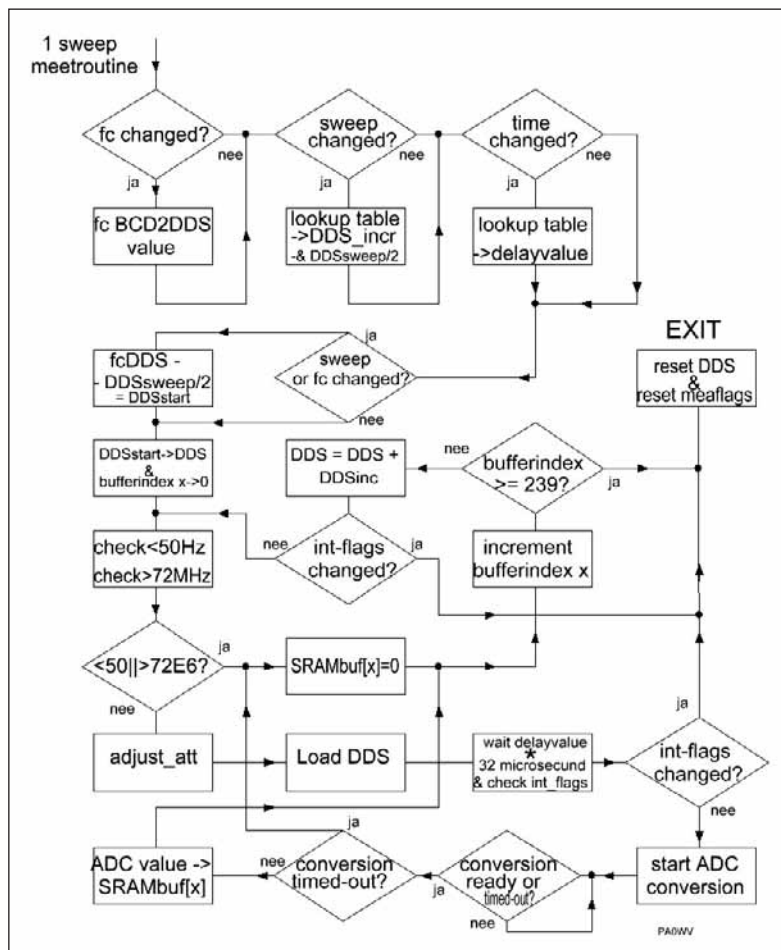 1 sweep
meetroutine
fc changed?
nee
ja
fc BCD2DDS
value
sweep
changed?
nee
ja
lookup table
->DDS_incr
-& DDSsweep/2
time
changed?
nee
ja
lookup table
->delayvalue
ja
sweep
or fc changed?
nee
fcDDS -
- DDSsweep/2
= DDSstart
DDSstart->DDS
&
bufferindex x->0
EXIT
reset DDS
&
reset meaflags
DDS = DDS +
DDSinc
nee
bufferindex
>= 239?
ja
check<50Hz
check>72MHz
nee
int-flags
changed?
ja
increment
bufferindex x
<50||>72E6?
ja
nee
SRAMbuf[x]=0
adjust_att
Load DDS
wait delayvalue
*
32 microsecond
& check int_flags
ja
int-flags
changed?
nee
ADC value ->
SRAMbuf[x]
nee
ja
conversion
timed-out?
ja
conversion
ready or
timed-out?
nee
start ADC
conversion
PA0WV